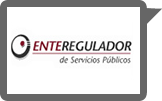 ENTEREGULADOR
de Servicios Públicos